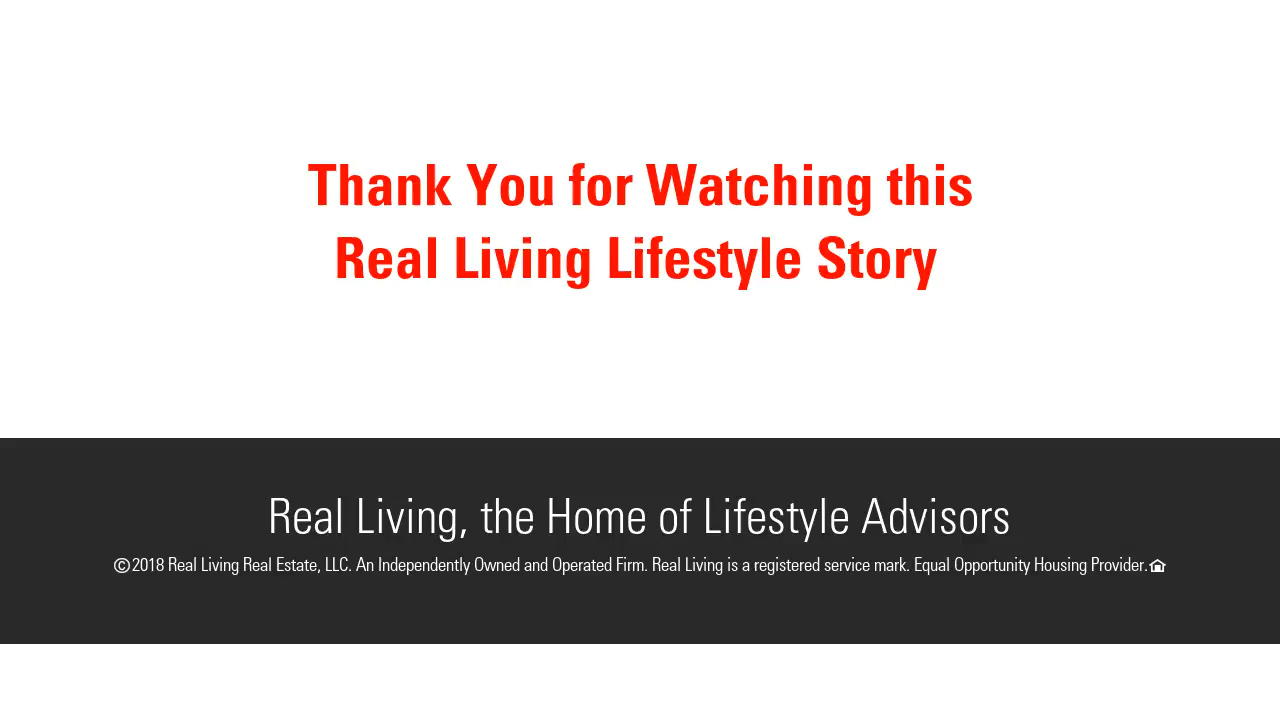 Thank You for Watching this
Real Living Lifestyle Story
Real Living, the Home of Lifestyle Advisors
©2018 Real Living Real Estate, LLC. An Independently Owned and Operated Firm. Real Living is a registered service mark. Equal Opportunity Housing Provider.